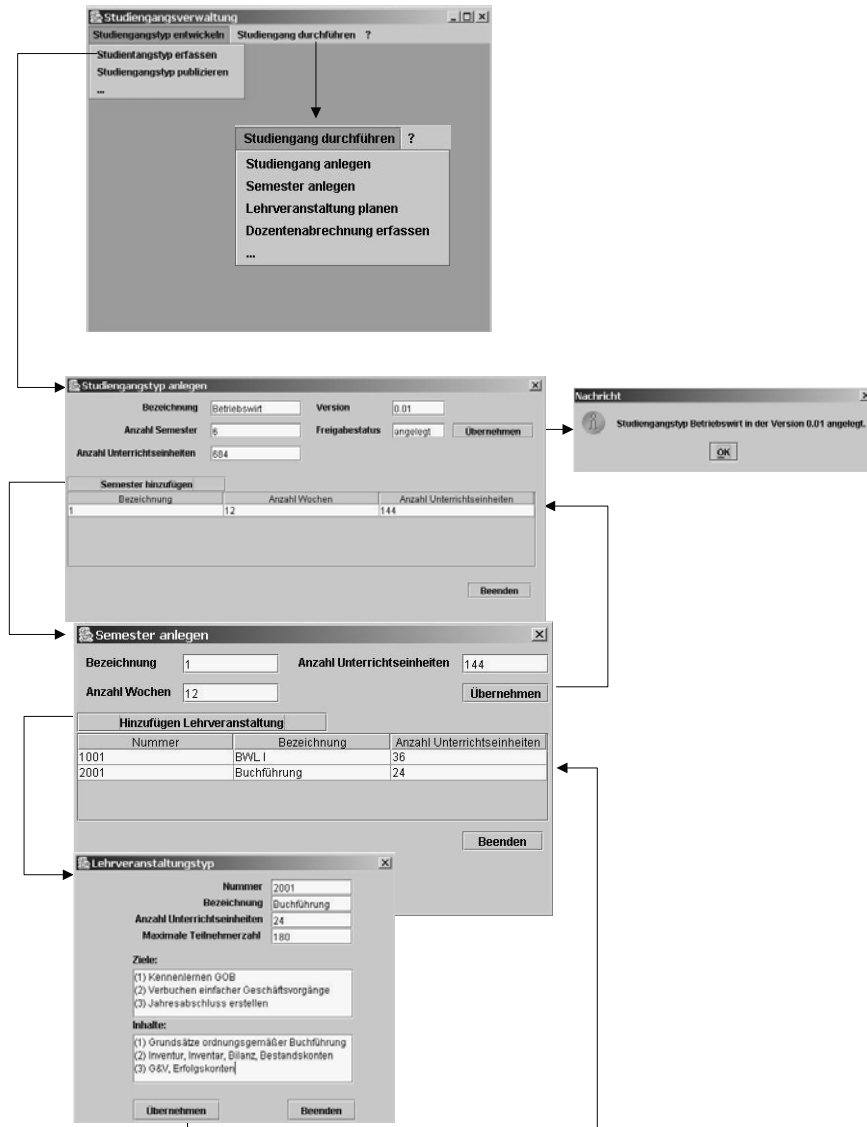 Studiengangsverwaltung
Studiengangstyp entwickeln Studiengang durchführen ?
Studientangstyp erfassen
Studiengangstyp publizieren
...
Studiengang durchführen ?
Studiengang anlegen
Semester anlegen
Lehrveranstaltung planen
Dozentenabrechnung erfassen
...
Studiengangstyp anlegen
Bezeichnung Betriebswirt Version 0.01
Anzahl Semester 6 Freigabestatus angelegt Übernehmen
Anzahl Unterrichtseinheiten 684
Semester hinzufügen
Bezeichnung Anzahl Wochen Anzahl Unterrichtseinheiten
1 12 144
Beenden
Nachricht
Studiengangstyp Betriebswirt in der Version 0.01 angelegt.
OK
Semester anlegen
Bezeichnung 1 Anzahl Unterrichtseinheiten 144
Anzahl Wochen 12 Übernehmen
Hinzufügen Lehrveranstaltung
Nummer Bezeichnung Anzahl Unterrichtseinheiten
1001 BWL I 36
2001 Buchführung 24
Beenden
Lehrveranstaltungstyp
Nummer 2001
Bezeichnung Buchführung
Anzahl Unterrichtseinheiten 24
Maximale Teilnehmerzahl 180
Ziele:
(1) Kennenlernen GOB
(2) Verbuchen einfacher Geschäftsvorgänge
(3) Jahresabschluss erstellen
Inhalte:
(1) Grundsätze ordnungsgemäßer Buchführung
(2) Inventur, Inventar, Bilanz, Bestandskonten
(3) G&V, Erfolgskonten
Übernehmen Beenden